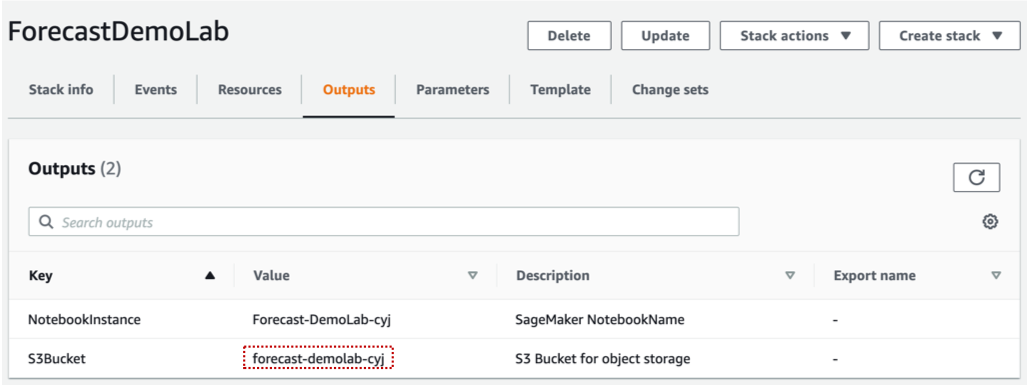 ForecastDemoLab
Delete Update Stack actions Create stack
Stack info Events Resources Outputs Parameters Template Change sets
Outputs (2)
Search outputs
Key Value Description Export name
NotebookInstance Forecast-DemoLab-cyj SageMaker NotebookName -
S3Bucket forecast-demolab-cyj S3 Bucket for object storage -